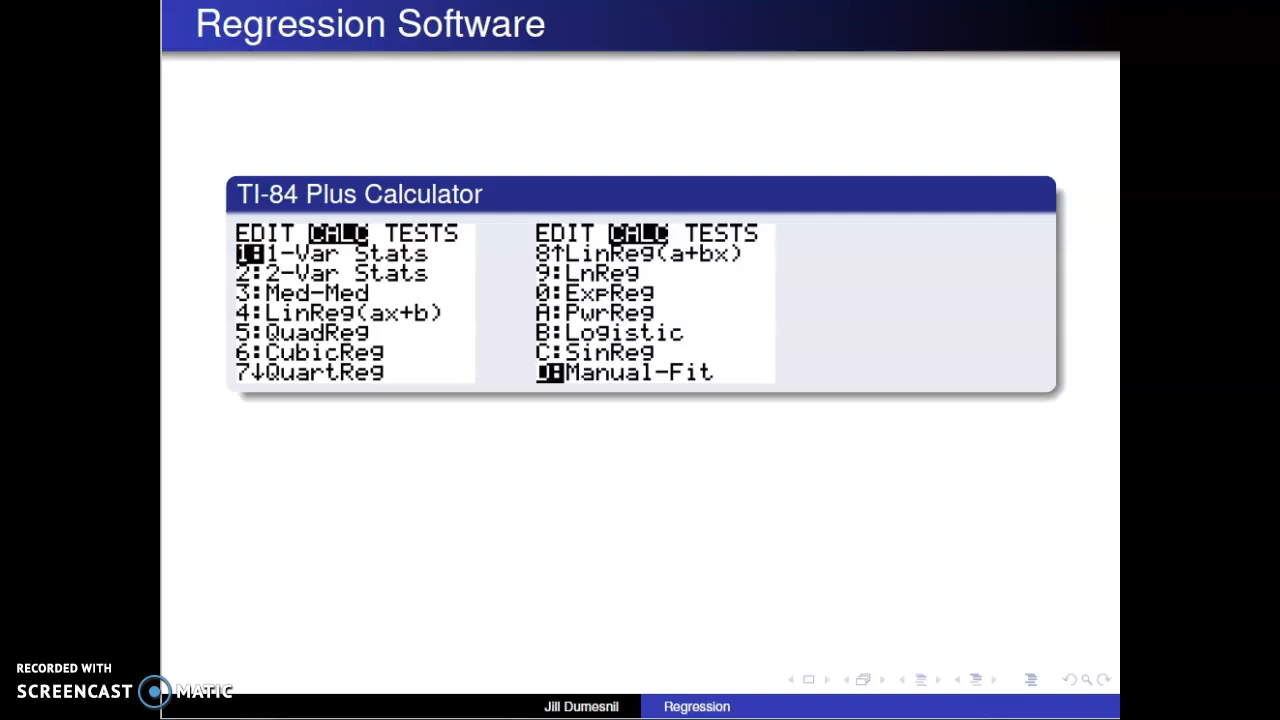 Regression Software
TI-84 Plus Calculator
EDIT CALC TESTS
1:1-Var Stats
2:2-Var Stats
3:Med-Med
4:LinReg(ax+b)
5:QuadReg
6:CubicReg
7↓QuartReg
EDIT CALC TESTS
8↑LinReg(a+bx)
9:LnReg
0:ExpReg
A:PwrReg
B:Logistic
C:SinReg
D:Manual-Fit
RECORDED WITH
SCREENCAST MATIC
Jill Dumesnil
Regression